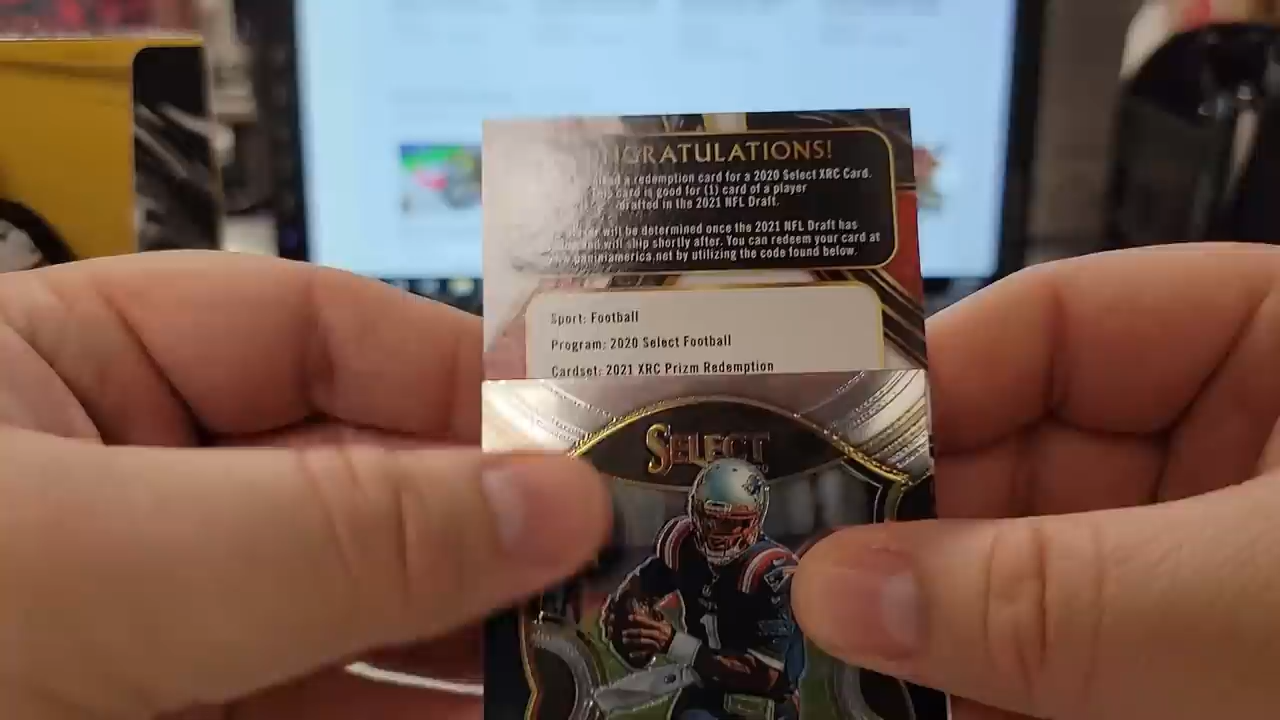 NGRATULATIONS!
a redemption card for a 2020 Select XRC Card.
This card is good for (1) card of a player
drafted in the 2021 NFL Draft.
will be determined once the 2021 NFL Draft has
and will ship shortly after. You can redeem your card at
www.paniniamerica.net by utilizing the code found below.
Sport: Football
Program: 2020 Select Football
Cardset: 2021 XRC Prizm Redemption
SELECT
1